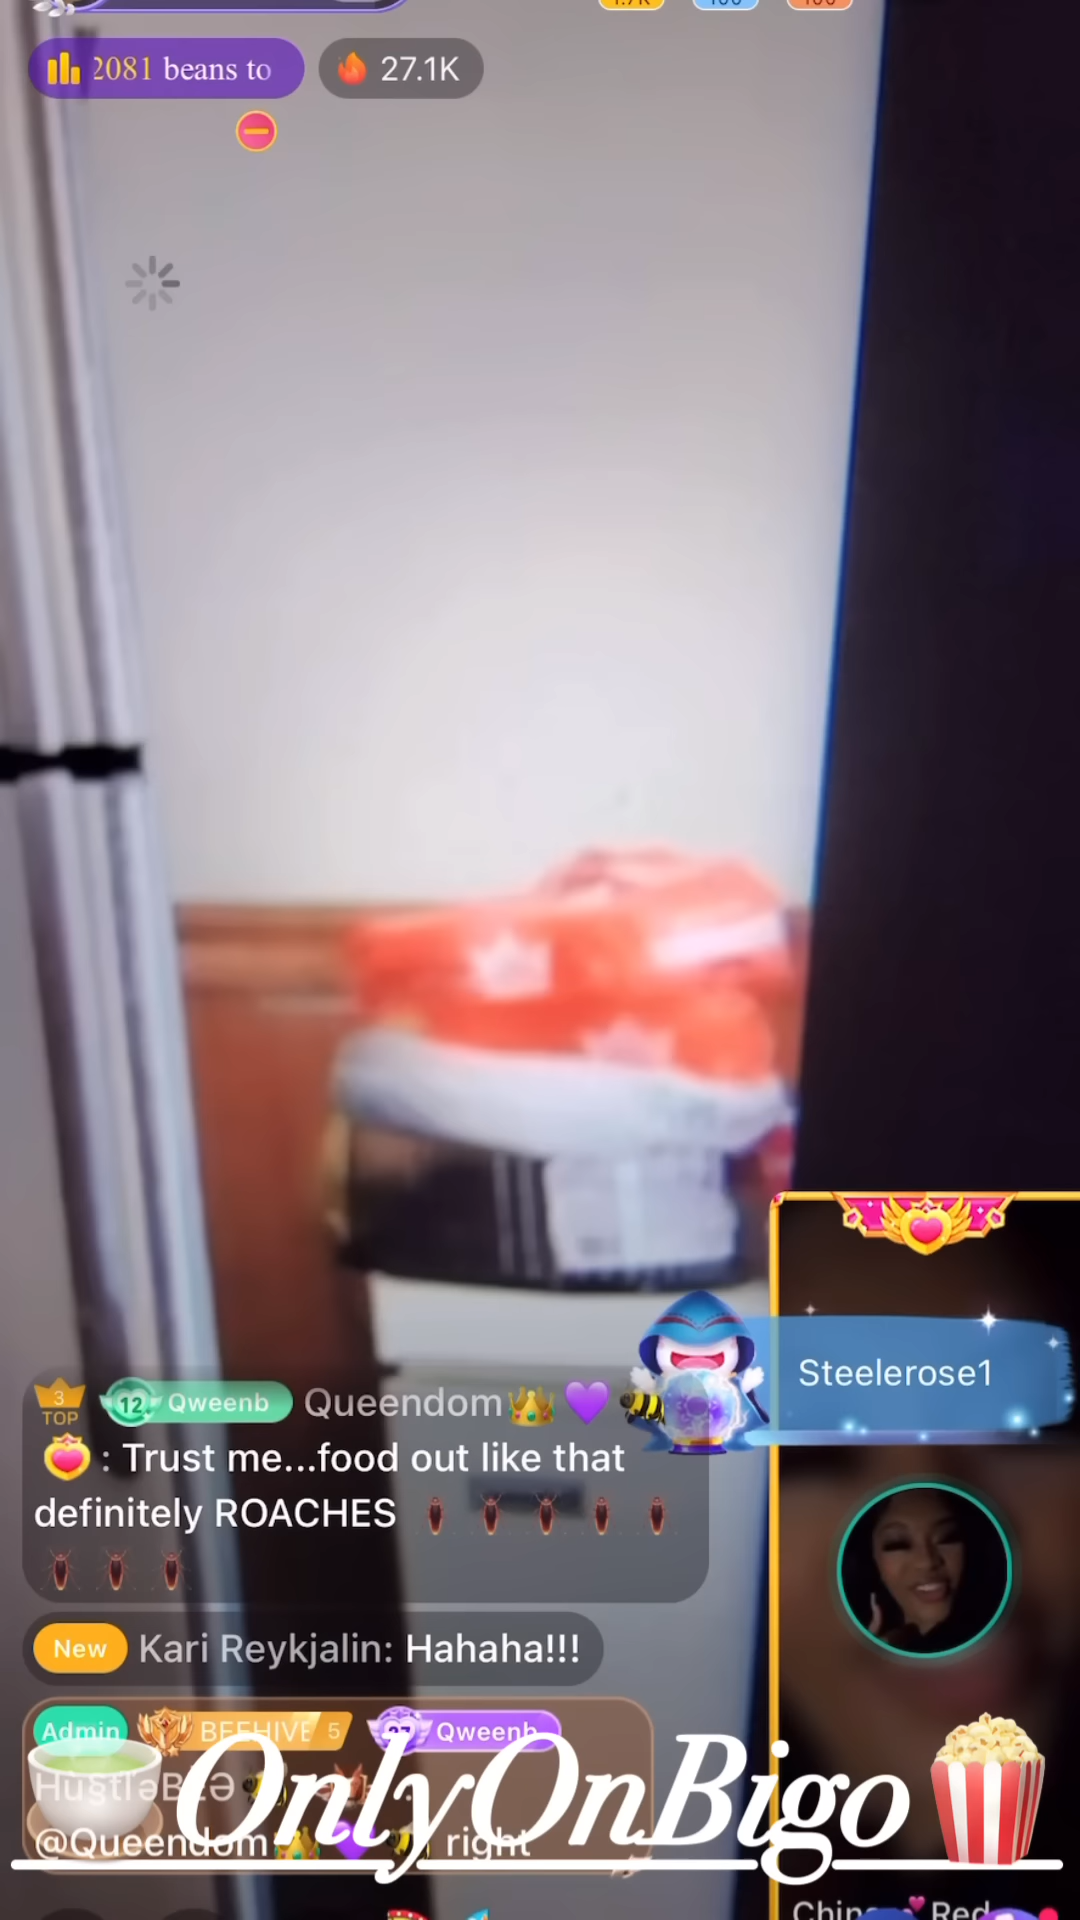 2081 beans to
27.1K
3
TOP
12 Qweenb Queendom👑💜
: Trust me...food out like that
definitely ROACHES 🪳🪳🪳🪳🪳
🪳🪳🪳
Steelerose1
New Kari Reykjalin: Hahaha!!!
Admin BEEHIVE 5 Qweenb
@Queendom👑💜🐝 right
OnlyOnBigo
Red